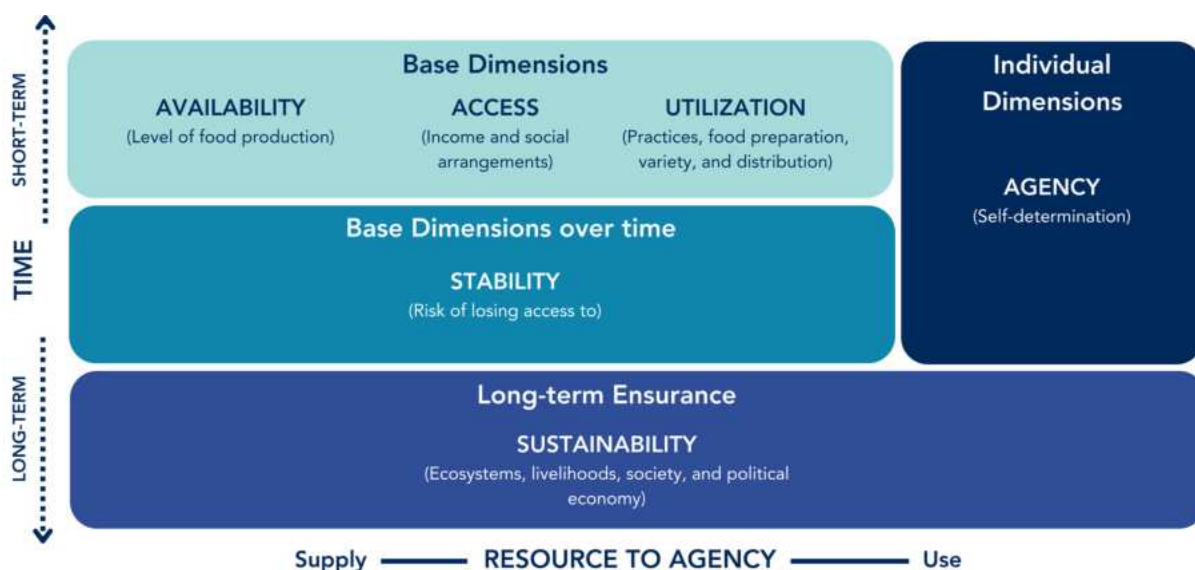 SHORT-TERM
TIME
LONG-TERM
Base Dimensions
AVAILABILITY
(Level of food production)
ACCESS
(Income and social
arrangements)
UTILIZATION
(Practices, food preparation,
variety, and distribution)
Individual
Dimensions
AGENCY
(Self-determination)
Base Dimensions over time
STABILITY
(Risk of losing access to)
Long-term Ensurance
SUSTAINABILITY
(Ecosystems, livelihoods, society, and political
economy)
Supply
RESOURCE TO AGENCY
Use